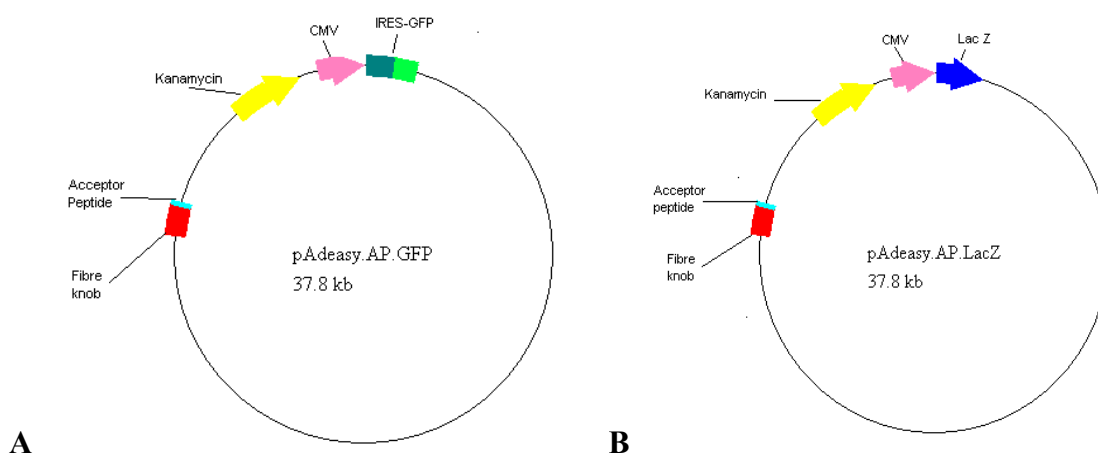 IRES-GFP
CMV
Kanamycin
Acceptor
Peptide
Fibre
knob
pAdeasy.AP.GFP
37.8 kb
A
Lac Z
CMV
Kanamycin
Acceptor
peptide
Fibre
knob
pAdeasy.AP.LacZ
37.8 kb
B